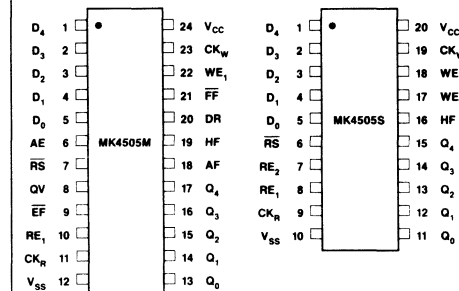 D4 1 24 VCC
D3 2 23 CKW
D2 3 22 WE1
D1 4 21 FF
D0 5 20 DR
AE 6 MK4505M 19 HF
RS 7 18 AF
QV 8 17 Q4
EF 9 16 Q3
RE1 10 15 Q2
CKR 11 14 Q1
VSS 12 13 Q0
D4 1 20 VCC
D3 2 19 CK
D2 3 18 WE
D1 4 17 WE
D0 5 MK4505S 16 HF
RS 6 15 Q4
RE2 7 14 Q3
RE1 8 13 Q2
CKR 9 12 Q1
VSS 10 11 Q0